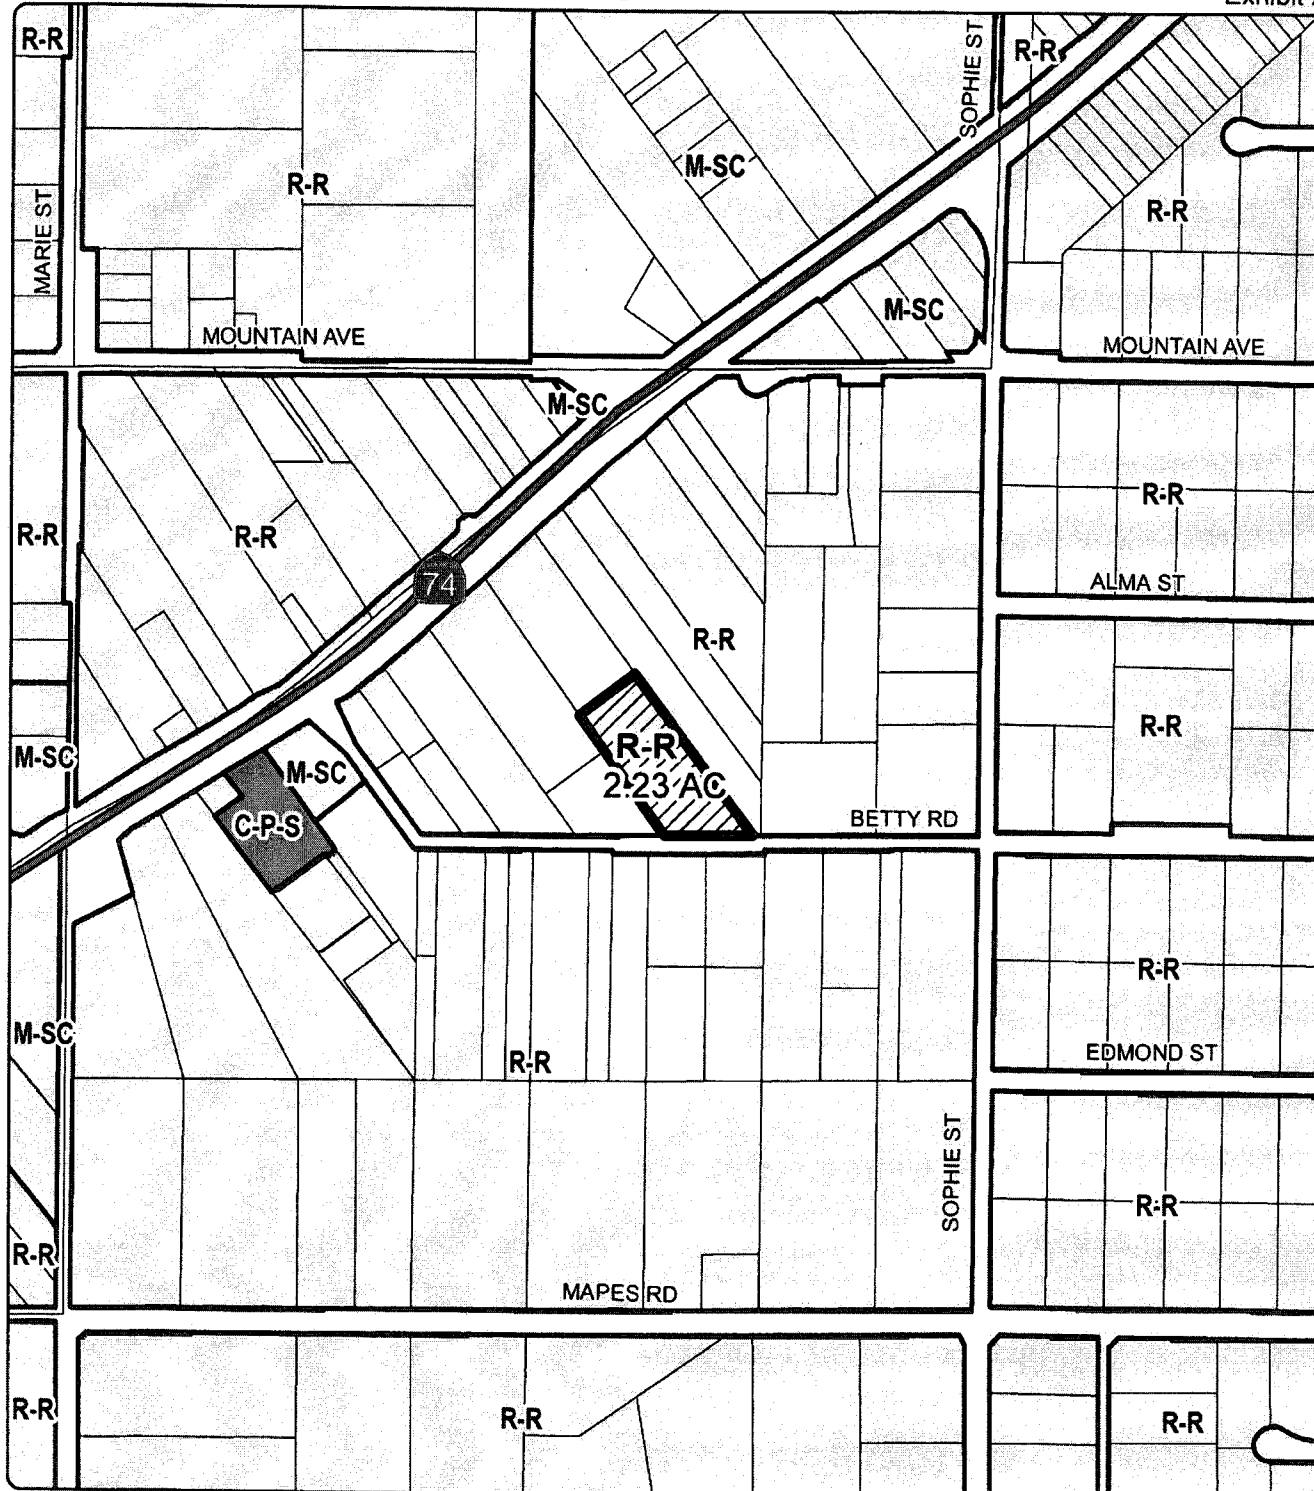 Exhibit
R-R
SOPHIE ST
R-R
M-SC
R-R
MARIE ST
R-R
M-SC
MOUNTAIN AVE
MOUNTAIN AVE
M-SC
R-R
R-R
R-R
74
ALMA ST
R-R
R-R
R-R
2.23 AC
M-SC
M-SC
C-P-S
BETTY RD
R-R
M-SC
R-R
EDMOND ST
SOPHIE ST
R-R
R-R
MAPES RD
R-R
R-R
R-R